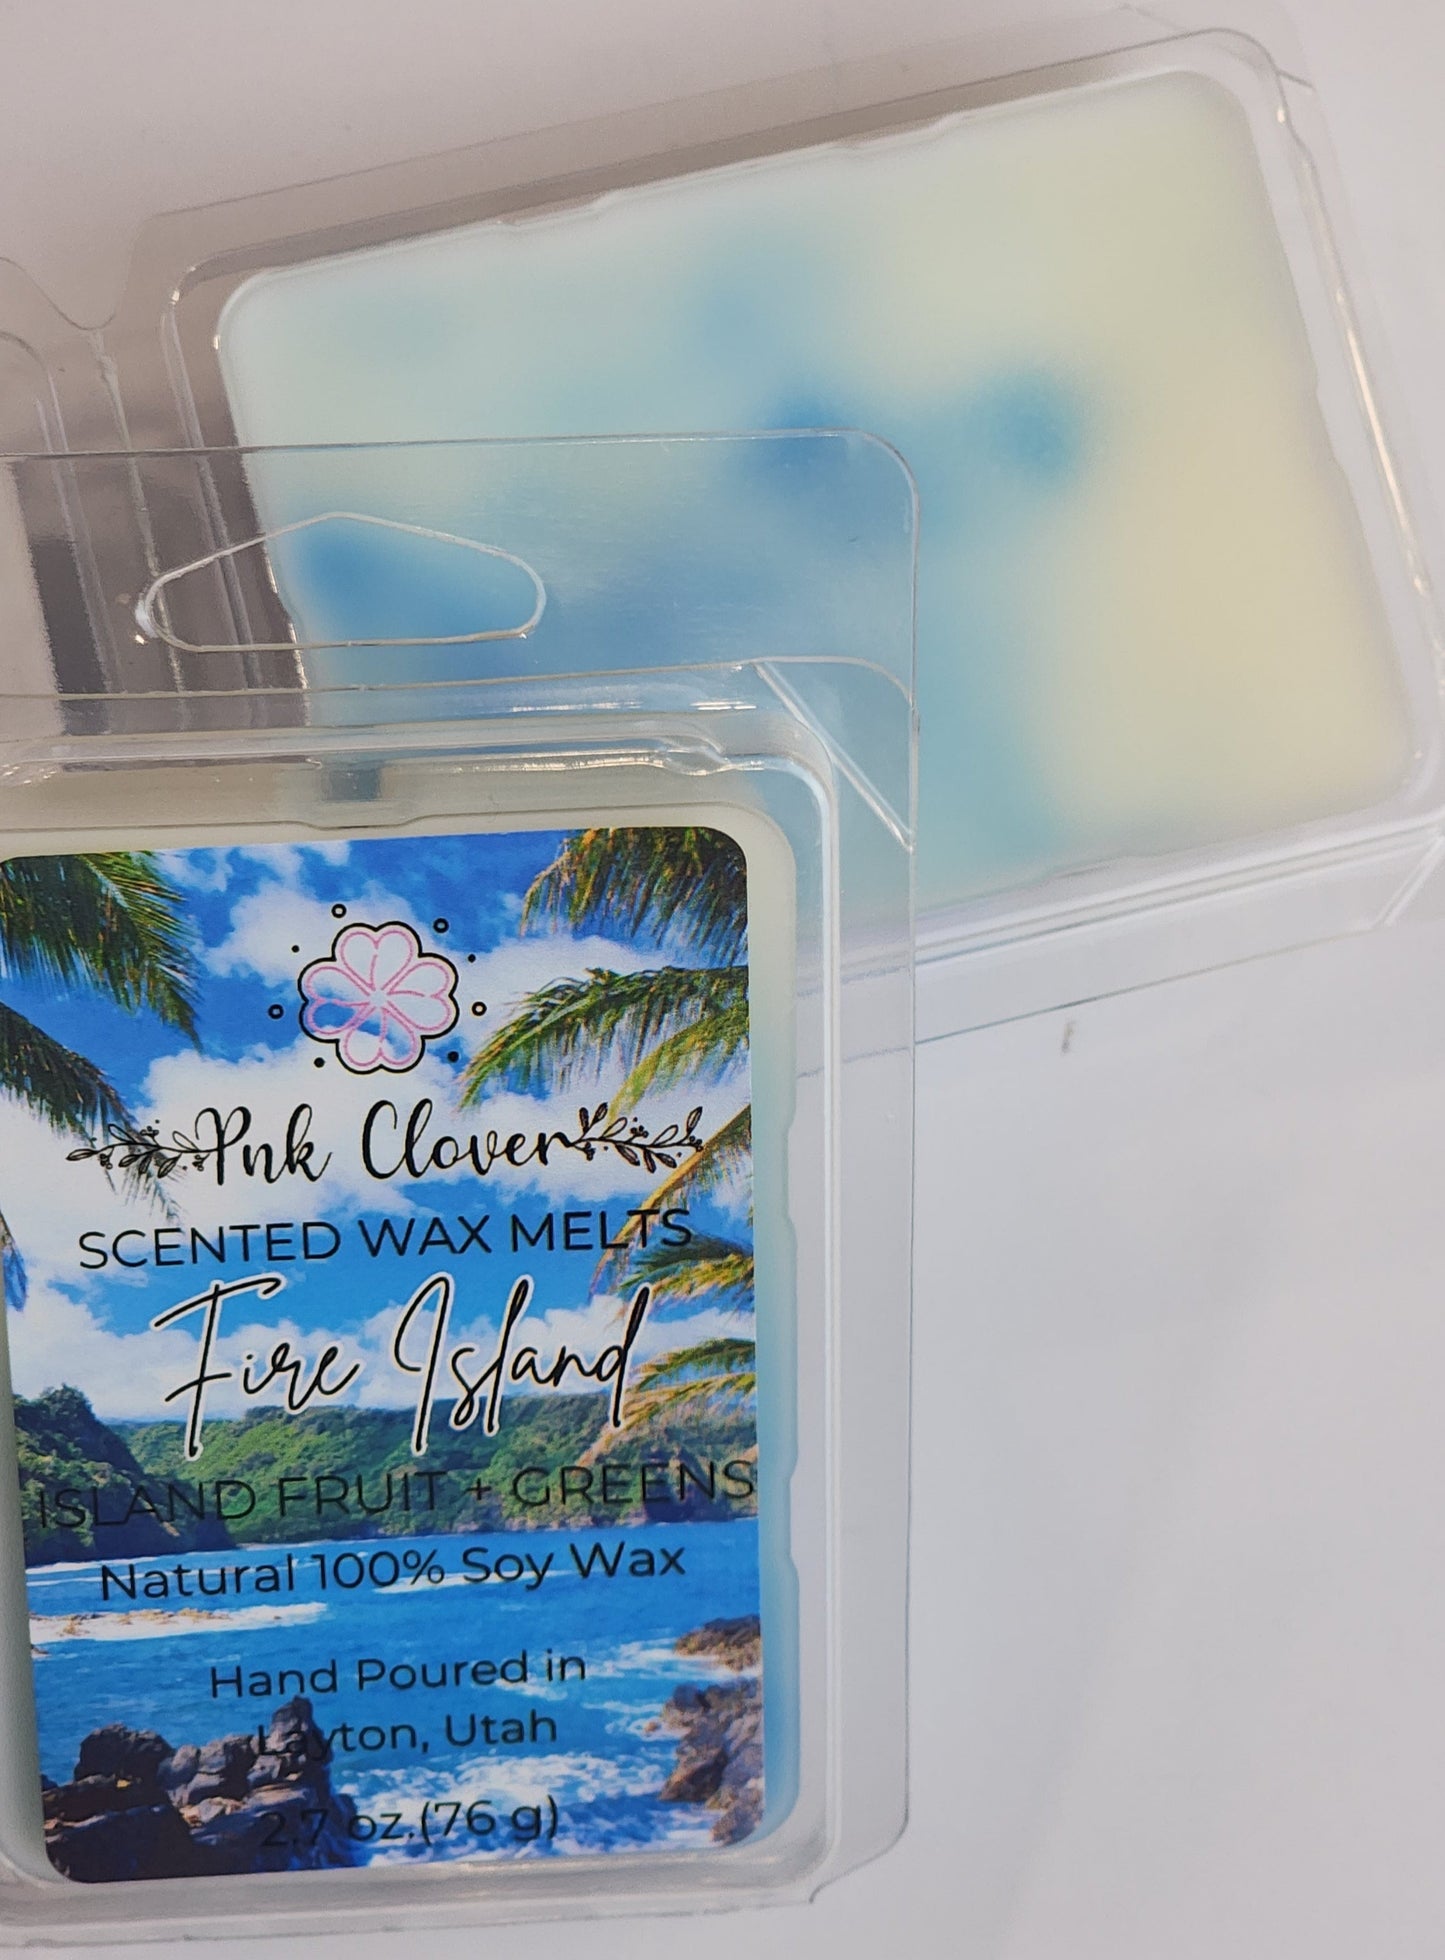 Pnk Clover
SCENTED WAX MELTS
Fire Island
ISLAND FRUIT + GREENS
Natural 100% Soy Wax
Hand Poured in
Layton, Utah
2.7 oz.(76 g)